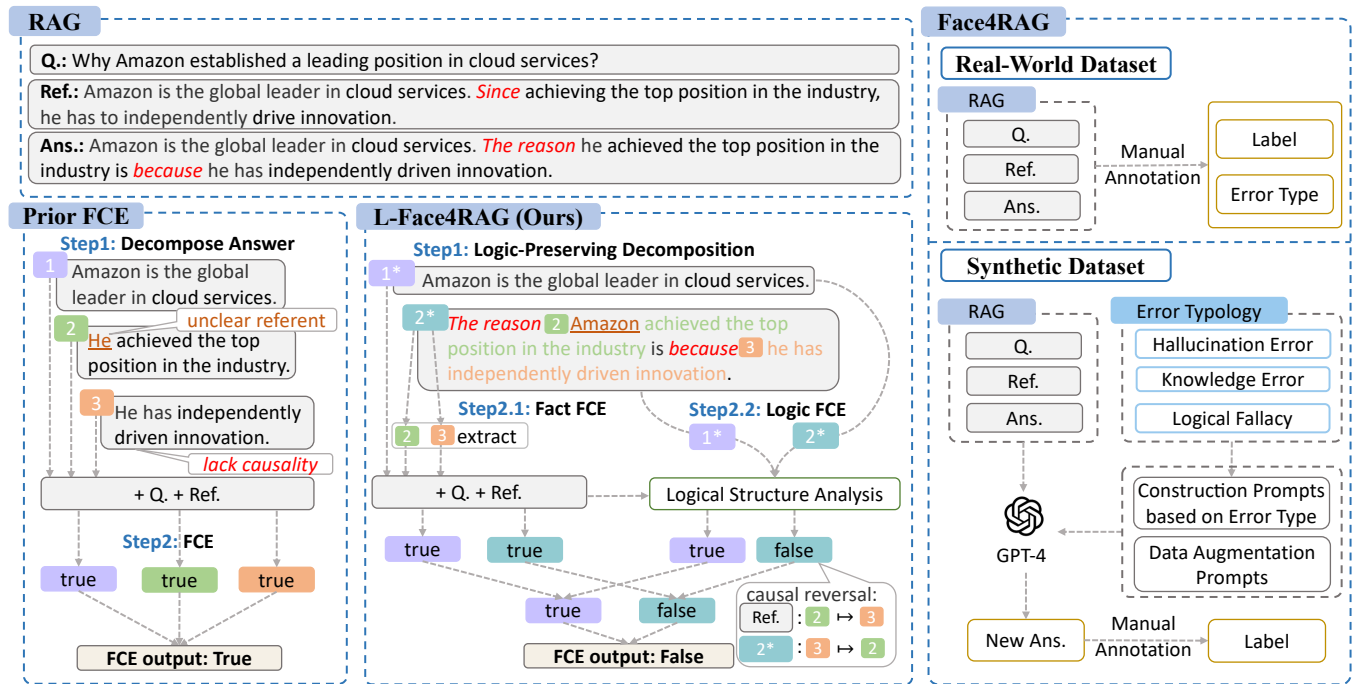 RAG
Q.: Why Amazon established a leading position in cloud services?
Ref.: Amazon is the global leader in cloud services. Since achieving the top position in the industry,
he has to independently drive innovation.
Ans.: Amazon is the global leader in cloud services. The reason he achieved the top position in the
industry is because he has independently driven innovation.
Prior FCE
Step1: Decompose Answer
1
Amazon is the global
leader in cloud services.
2
unclear referent
He achieved the top
position in the industry.
3
He has independently
driven innovation.
lack causality
+ Q. + Ref.
Step2: FCE
true
true
true
FCE output: True
L-Face4RAG (Ours)
Step1: Logic-Preserving Decomposition
1*
Amazon is the global leader in cloud services.
2*
The reason 2 Amazon achieved the top
position in the industry is because 3 he has
independently driven innovation.
Step2.1: Fact FCE
Step2.2: Logic FCE
2 3 extract
1*
2*
+ Q. + Ref.
Logical Structure Analysis
true
true
true
false
true
false
causal reversal:
Ref. : 2 ↦ 3
2* : 3 ↦ 2
FCE output: False
Face4RAG
Real-World Dataset
RAG
Q.
Ref.
Ans.
Manual
Annotation
Label
Error Type
Synthetic Dataset
RAG
Q.
Ref.
Ans.
Error Typology
Hallucination Error
Knowledge Error
Logical Fallacy
Construction Prompts
based on Error Type
Data Augmentation
Prompts
GPT-4
New Ans.
Manual
Annotation
Label